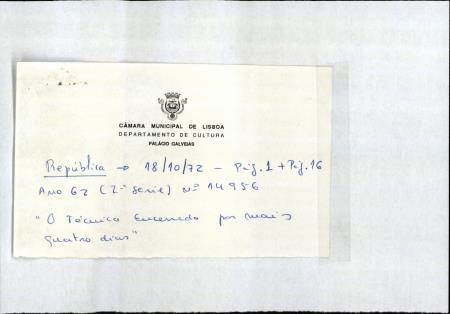 CÂMARA MUNICIPAL DE LISBOA
DEPARTAMENTO DE CULTURA
PALÁCIO GALVEIAS
República → 18/10/72 - Pág. 1 + Pág. 16
Ano 62 (2ª série) Nº 14956
"O Técnico Encerrado por mais
quatro dias"